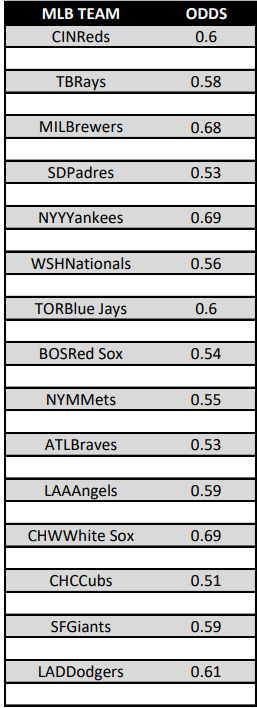 MLB TEAM ODDS
CINReds 0.6
TBRays 0.58
MILBrewers 0.68
SDPadres 0.53
NYYYankees 0.69
WSHNationals 0.56
TORBlue Jays 0.6
BOSRed Sox 0.54
NYMMets 0.55
ATLBraves 0.53
LAAAngels 0.59
CHWWhite Sox 0.69
CHCCubs 0.51
SFGiants 0.59
LADDodgers 0.61